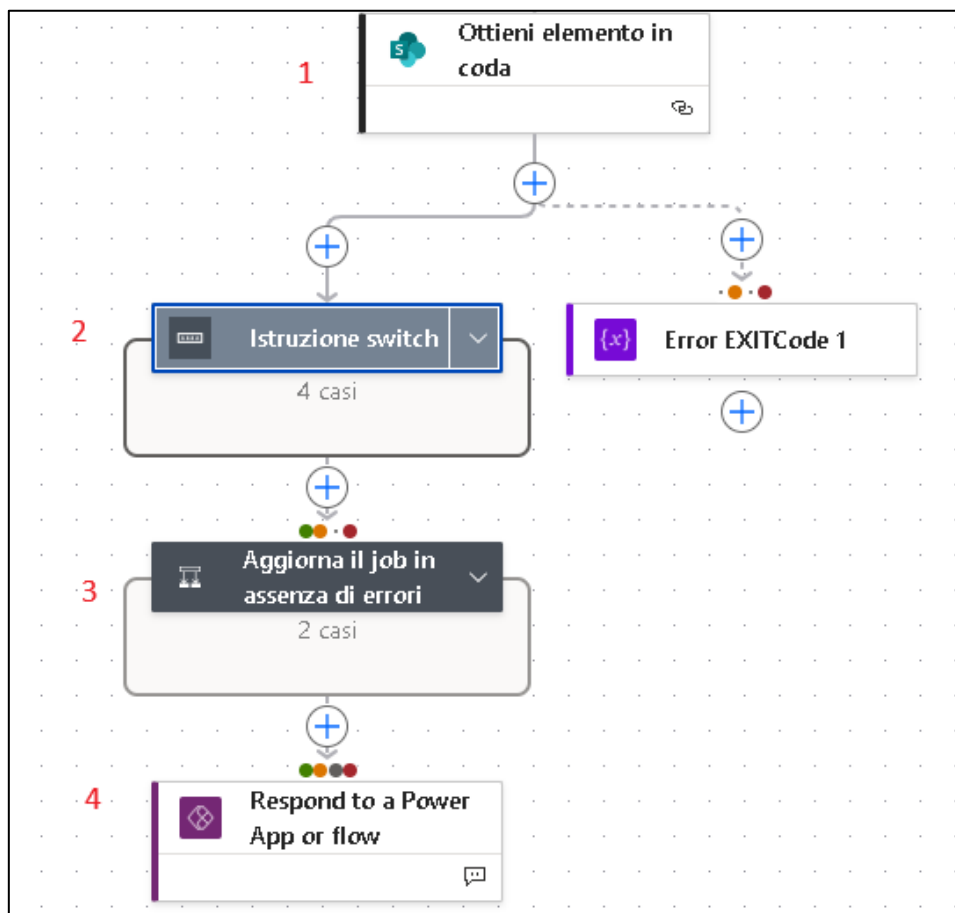 1
Ottieni elemento in
coda
2
Istruzione switch
4 casi
Error EXITCode 1
3
Aggiorna il job in
assenza di errori
2 casi
4
Respond to a Power
App or flow